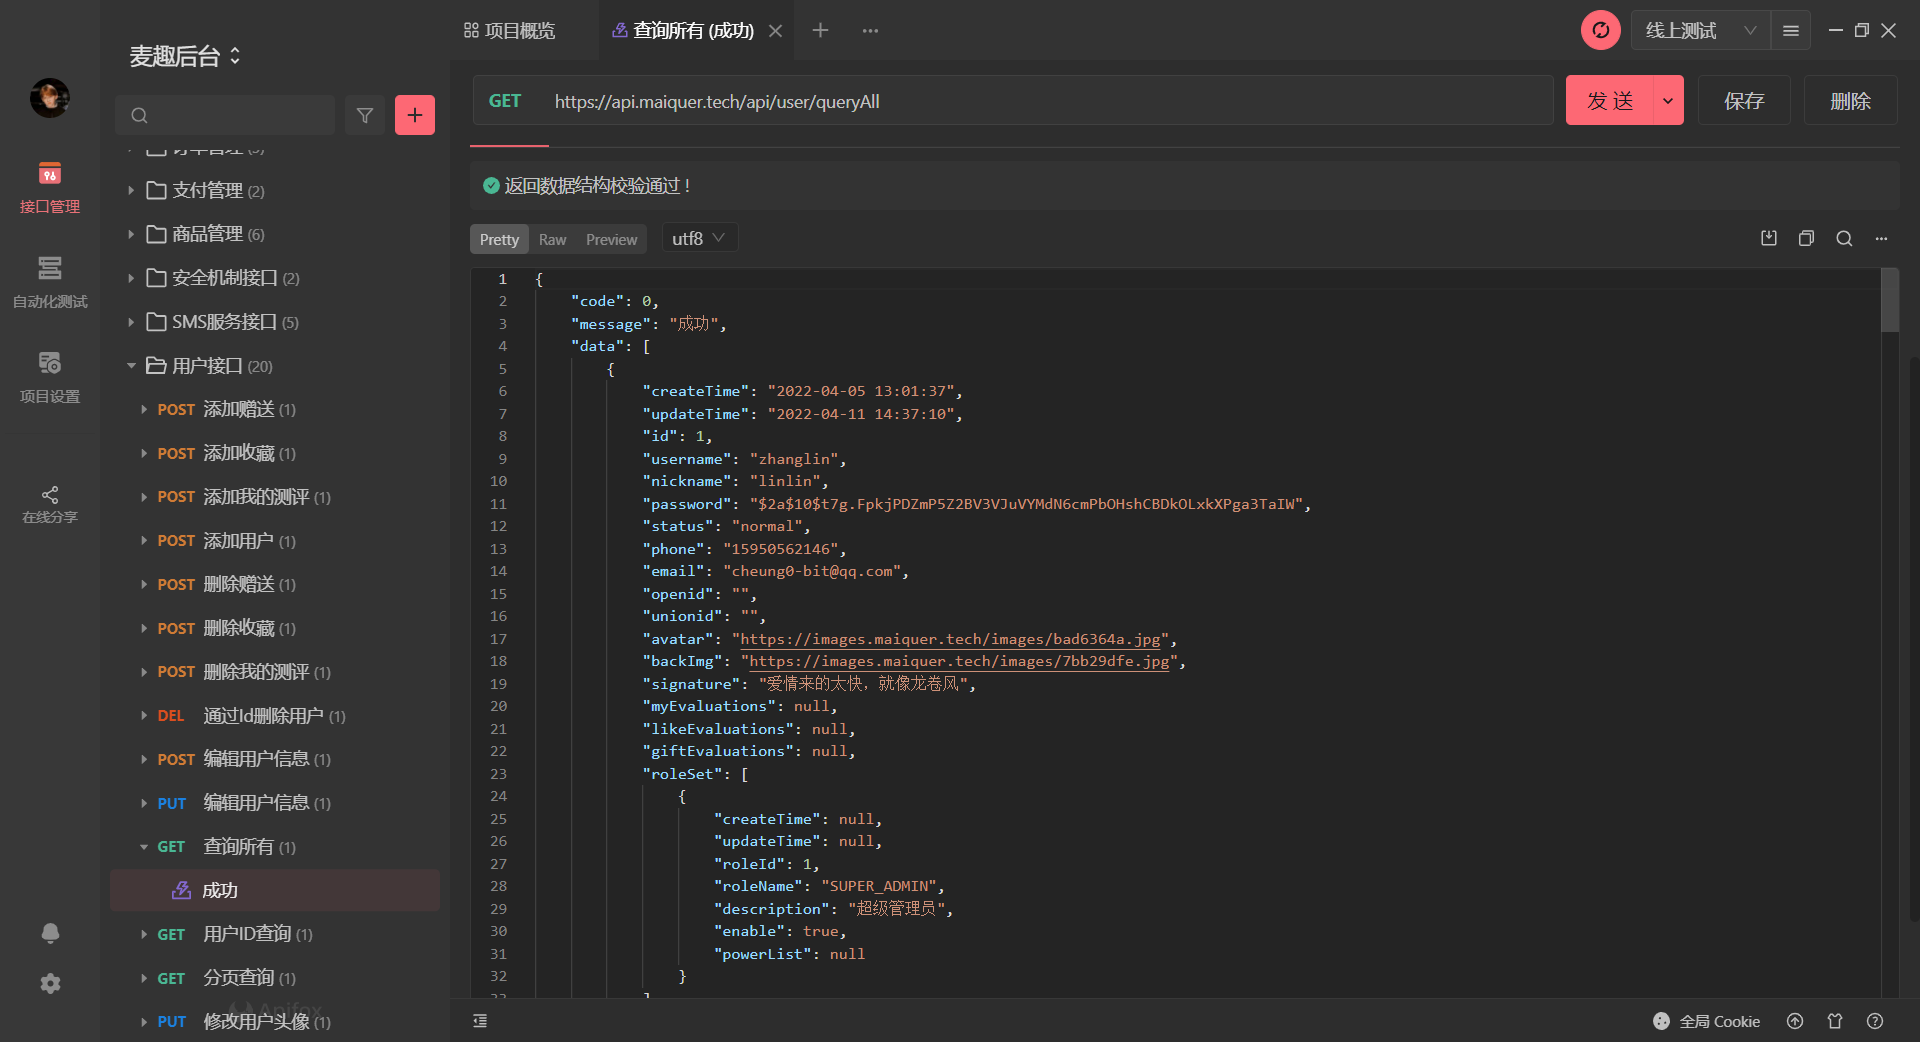 项目概览
查询所有 (成功)
线上测试
麦趣后台
GET https://api.maiquer.tech/api/user/queryAll
发 送
保存
删除
接口管理
自动化测试
项目设置
在线分享
订单管理
支付管理 (2)
商品管理 (6)
安全机制接口 (2)
SMS服务接口 (5)
用户接口 (20)
POST 添加赠送 (1)
POST 添加收藏 (1)
POST 添加我的测评 (1)
POST 添加用户 (1)
POST 删除赠送 (1)
POST 删除收藏 (1)
POST 删除我的测评 (1)
DEL 通过Id删除用户 (1)
POST 编辑用户信息 (1)
PUT 编辑用户信息 (1)
GET 查询所有 (1)
成功
GET 用户ID查询 (1)
GET 分页查询 (1)
Apifox
PUT 修改用户头像 (1)
返回数据结构校验通过！
Pretty Raw Preview utf8
1 {
2 "code": 0,
3 "message": "成功",
4 "data": [
5 {
6 "createTime": "2022-04-05 13:01:37",
7 "updateTime": "2022-04-11 14:37:10",
8 "id": 1,
9 "username": "zhanglin",
10 "nickname": "linlin",
11 "password": "$2a$10$t7g.FpkjPDZmP5Z2BV3VJuVYMdN6cmPbOHshCBDkOLxkXPga3TaIW",
12 "status": "normal",
13 "phone": "15950562146",
14 "email": "cheung0-bit@qq.com",
15 "openid": "",
16 "unionid": "",
17 "avatar": "https://images.maiquer.tech/images/bad6364a.jpg",
18 "backImg": "https://images.maiquer.tech/images/7bb29dfe.jpg",
19 "signature": "爱情来的太快，就像龙卷风",
20 "myEvaluations": null,
21 "likeEvaluations": null,
22 "giftEvaluations": null,
23 "roleSet": [
24 {
25 "createTime": null,
26 "updateTime": null,
27 "roleId": 1,
28 "roleName": "SUPER_ADMIN",
29 "description": "超级管理员",
30 "enable": true,
31 "powerList": null
32 }
33 ]
全局 Cookie